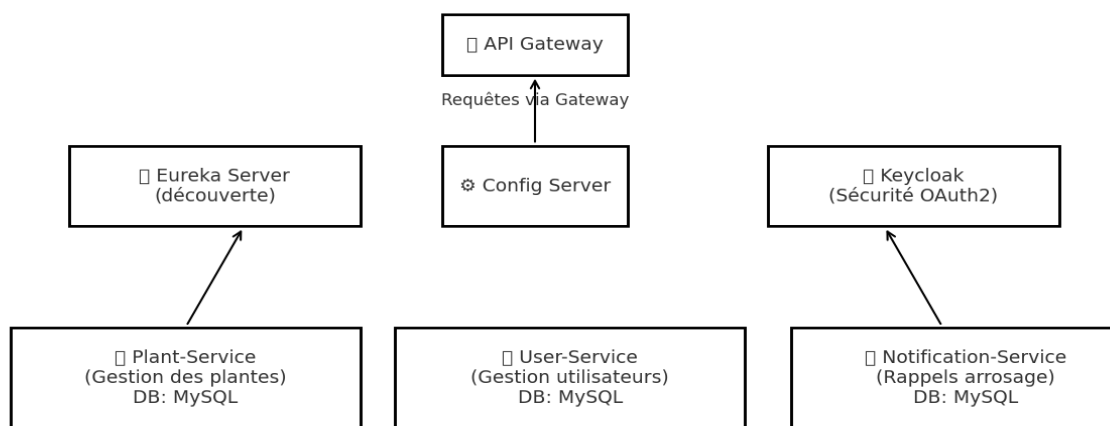 ▯ API Gateway
Requêtes via Gateway
▯ Eureka Server
(découverte)
⚙ Config Server
▯ Keycloak
(Sécurité OAuth2)
▯ Plant-Service
(Gestion des plantes)
DB: MySQL
▯ User-Service
(Gestion utilisateurs)
DB: MySQL
▯ Notification-Service
(Rappels arrosage)
DB: MySQL